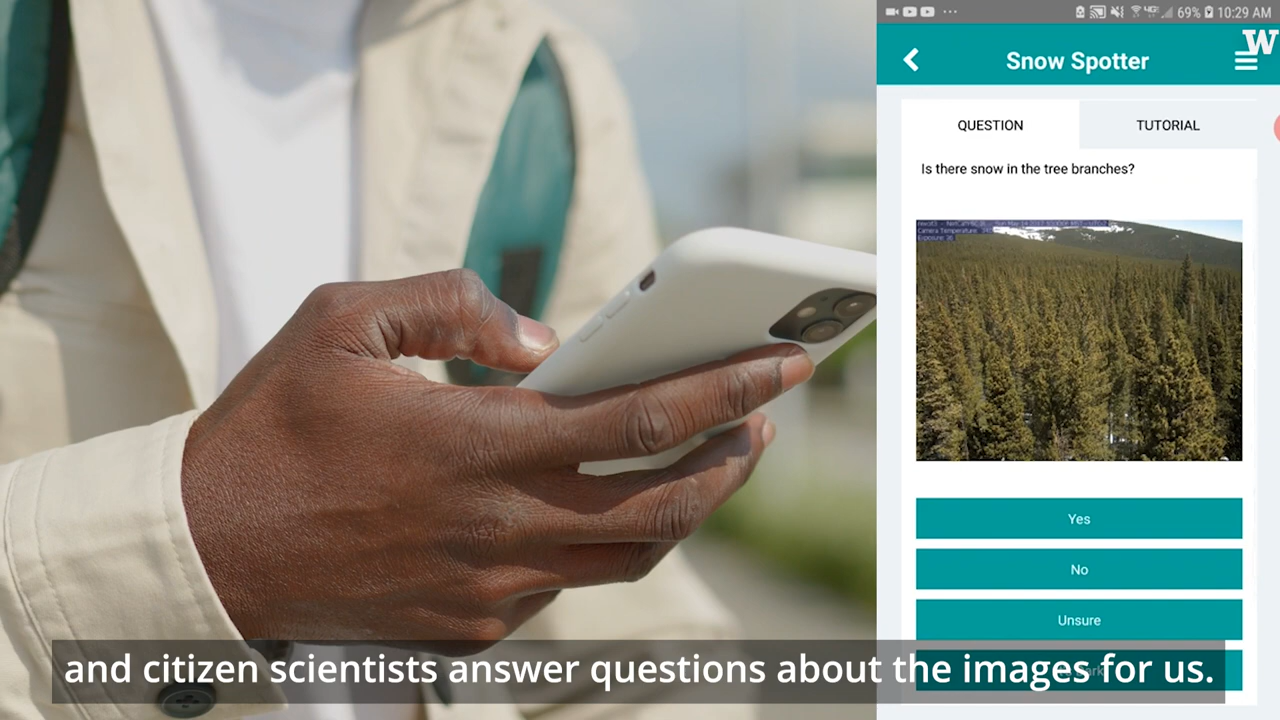 69% 10:29 AM
W
Snow Spotter
QUESTION TUTORIAL
Is there snow in the tree branches?
Camera Temperature
Exposure
Yes
No
Unsure
and citizen scientists answer questions about the images for us.